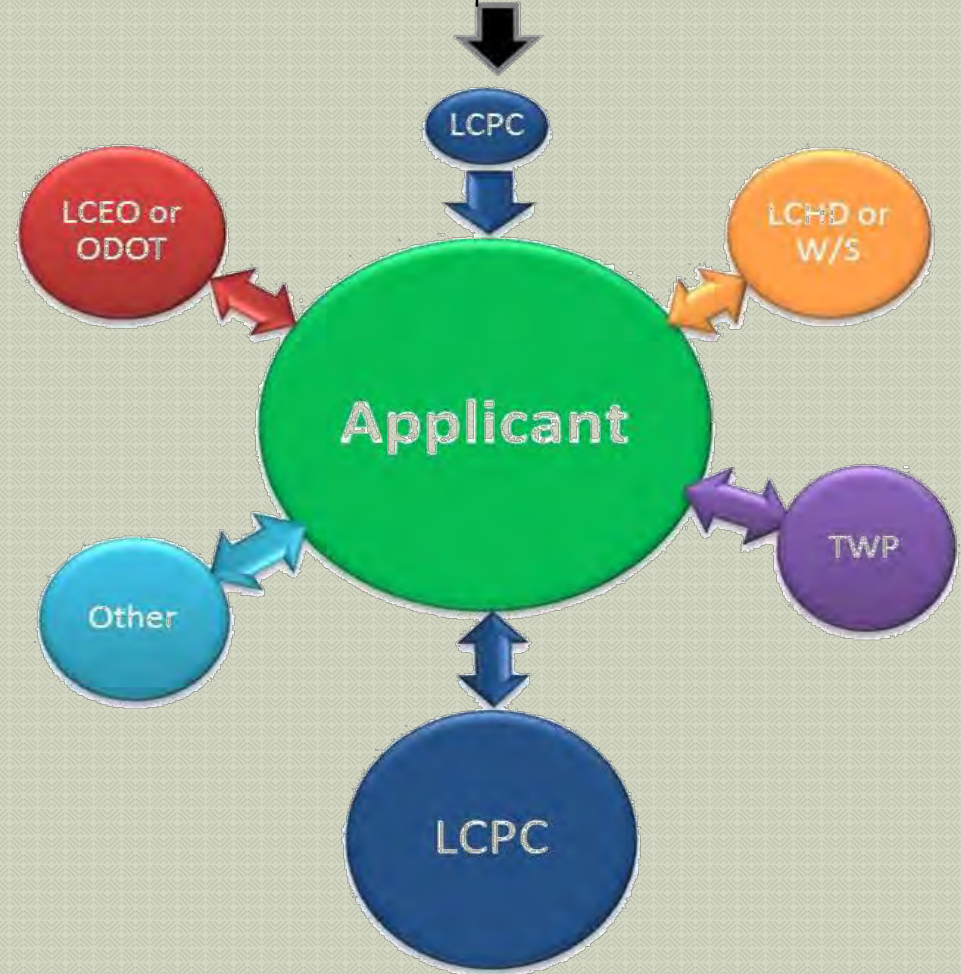 LCPC
LCEO or
ODOT
LCHD or
W/S
Applicant
TWP
Other
LCPC